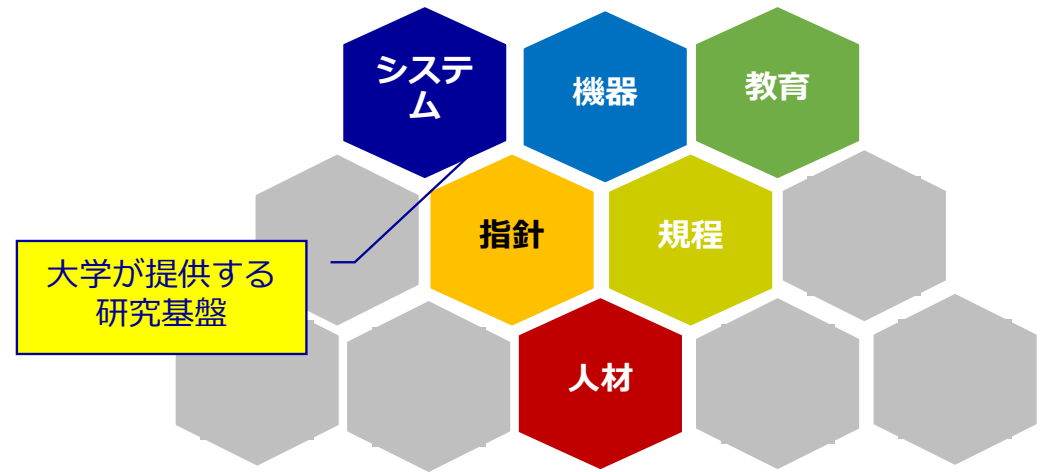 システ
ム
機器
教育
指針
規程
大学が提供する
研究基盤
人材